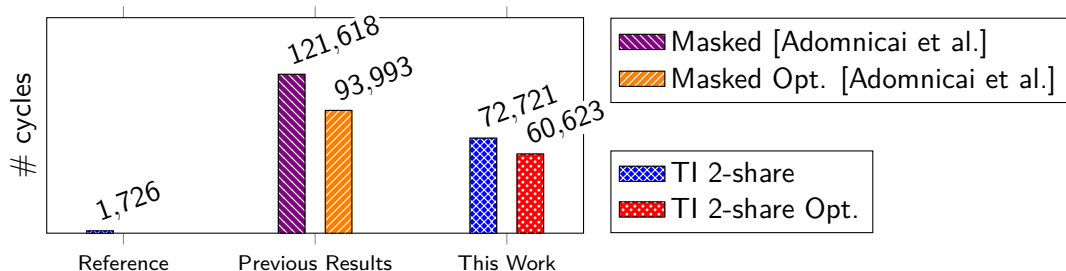 # cycles
1,726
121,618
93,993
72,721
60,623
Reference
Previous Results
This Work
Masked [Adomnicai et al.]
Masked Opt. [Adomnicai et al.]
TI 2-share
TI 2-share Opt.